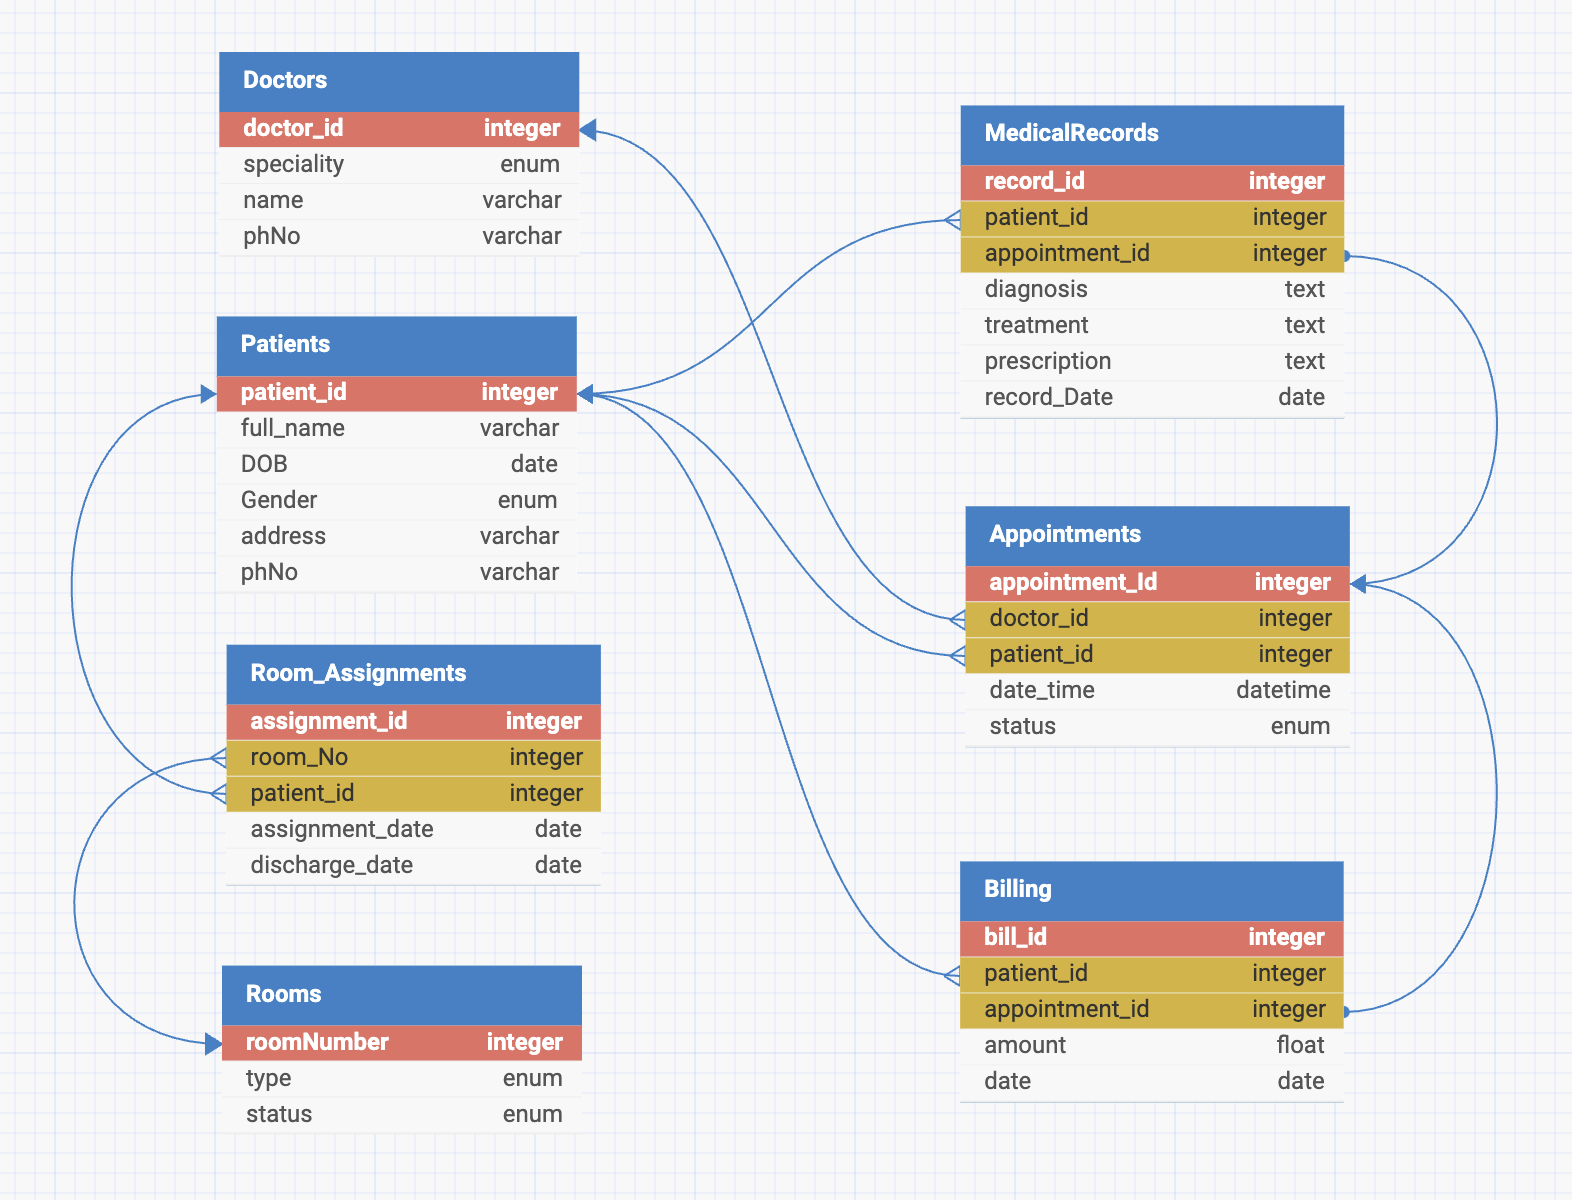 Doctors
doctor_id integer
speciality enum
name varchar
phNo varchar
Patients
patient_id integer
full_name varchar
DOB date
Gender enum
address varchar
phNo varchar
Room_Assignments
assignment_id integer
room_No integer
patient_id integer
assignment_date date
discharge_date date
Rooms
roomNumber integer
type enum
status enum
MedicalRecords
record_id integer
patient_id integer
appointment_id integer
diagnosis text
treatment text
prescription text
record_Date date
Appointments
appointment_Id integer
doctor_id integer
patient_id integer
date_time datetime
status enum
Billing
bill_id integer
patient_id integer
appointment_id integer
amount float
date date